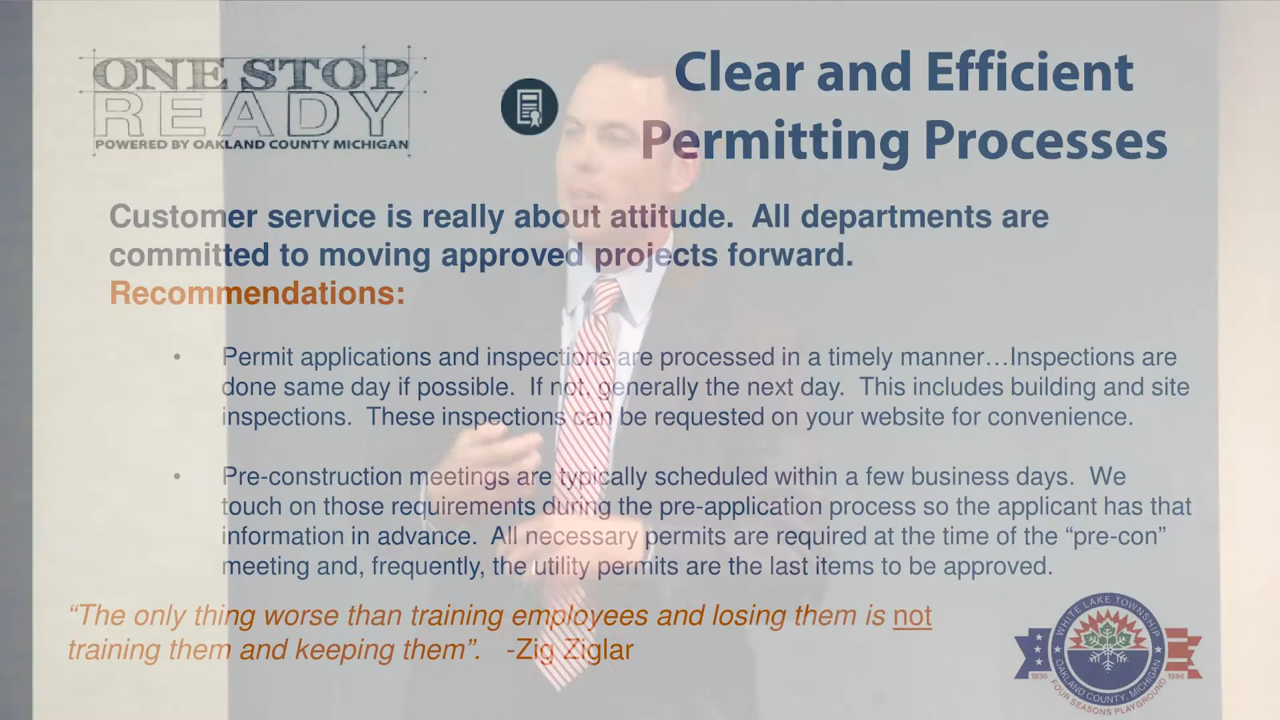 ONE STOP
READY
POWERED BY OAKLAND COUNTY MICHIGAN
Clear and Efficient
Permitting Processes
Customer service is really about attitude.  All departments are
committed to moving approved projects forward.
Recommendations:
• Permit applications and inspections are processed in a timely manner…Inspections are
done same day if possible.  If not, generally the next day.  This includes building and site
inspections.  These inspections can be requested on your website for convenience.
• Pre-construction meetings are typically scheduled within a few business days.  We
touch on those requirements during the pre-application process so the applicant has that
information in advance.  All necessary permits are required at the time of the “pre-con”
meeting and, frequently, the utility permits are the last items to be approved.
“The only thing worse than training employees and losing them is not
training them and keeping them”.   -Zig Ziglar
WHITE LAKE TOWNSHIP
OAKLAND COUNTY, MICHIGAN
1836
1986
FOUR SEASONS PLAYGROUND